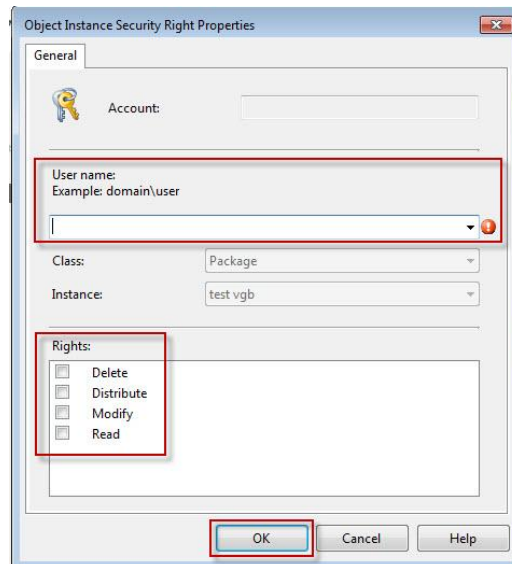 Object Instance Security Right Properties
General
Account:
User name:
Example: domain\user
Class:
Package
Instance:
test vgb
Rights:
Delete
Distribute
Modify
Read
OK
Cancel
Help